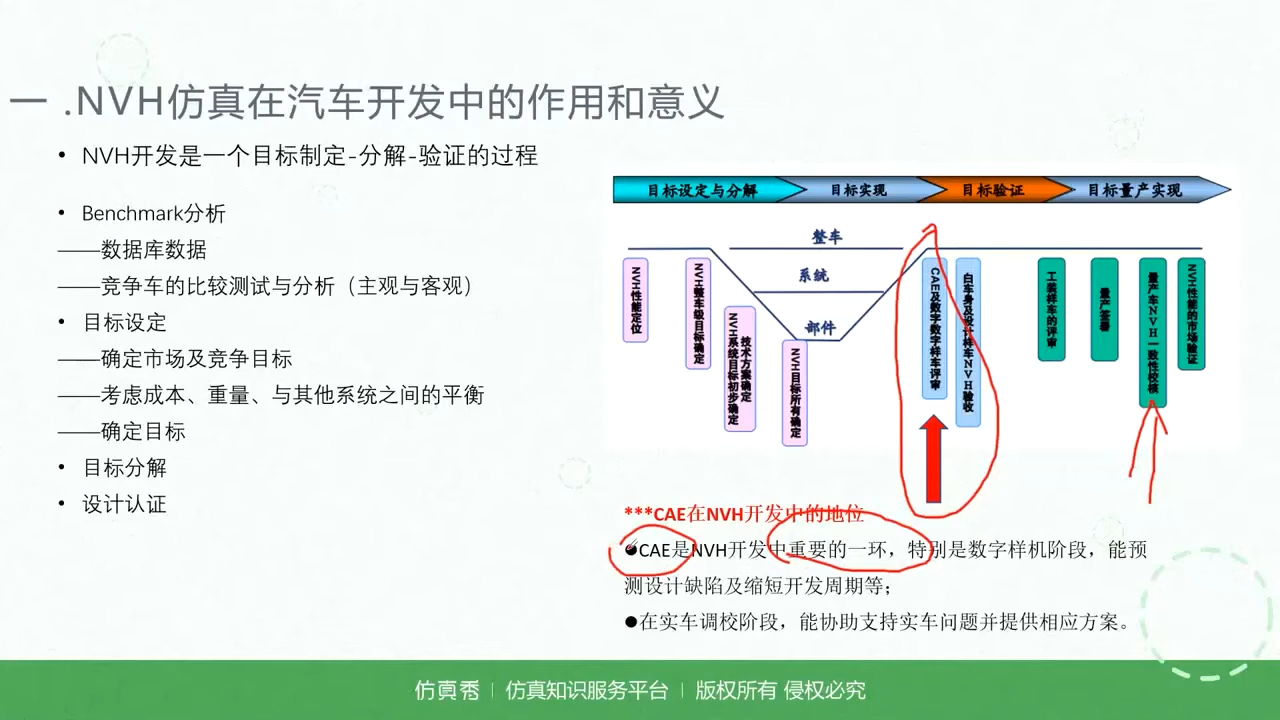 一 .NVH仿真在汽车开发中的作用和意义
• NVH开发是一个目标制定-分解-验证的过程
• Benchmark分析
——数据库数据
——竞争车的比较测试与分析（主观与客观）
• 目标设定
——确定市场及竞争目标
——考虑成本、重量、与其他系统之间的平衡
——确定目标
• 目标分解
• 设计认证
目标设定与分解
目标实现
目标验证
目标量产实现
整车
系统
部件
NVH性能定位
NVH整车级目标确定
技术方案确定
NVH系统目标初步确定
NVH目标所有确定
CAE及数字数字样车评审
白车身及设计样车NVH验收
工装样车的评审
量产签署
量产车NVH一致性校模
NVH性能的市场验证
***CAE在NVH开发中的地位
●CAE是NVH开发中重要的一环，特别是数字样机阶段，能预
测设计缺陷及缩短开发周期等；
●在实车调校阶段，能协助支持实车问题并提供相应方案。
仿真秀 | 仿真知识服务平台 | 版权所有 侵权必究